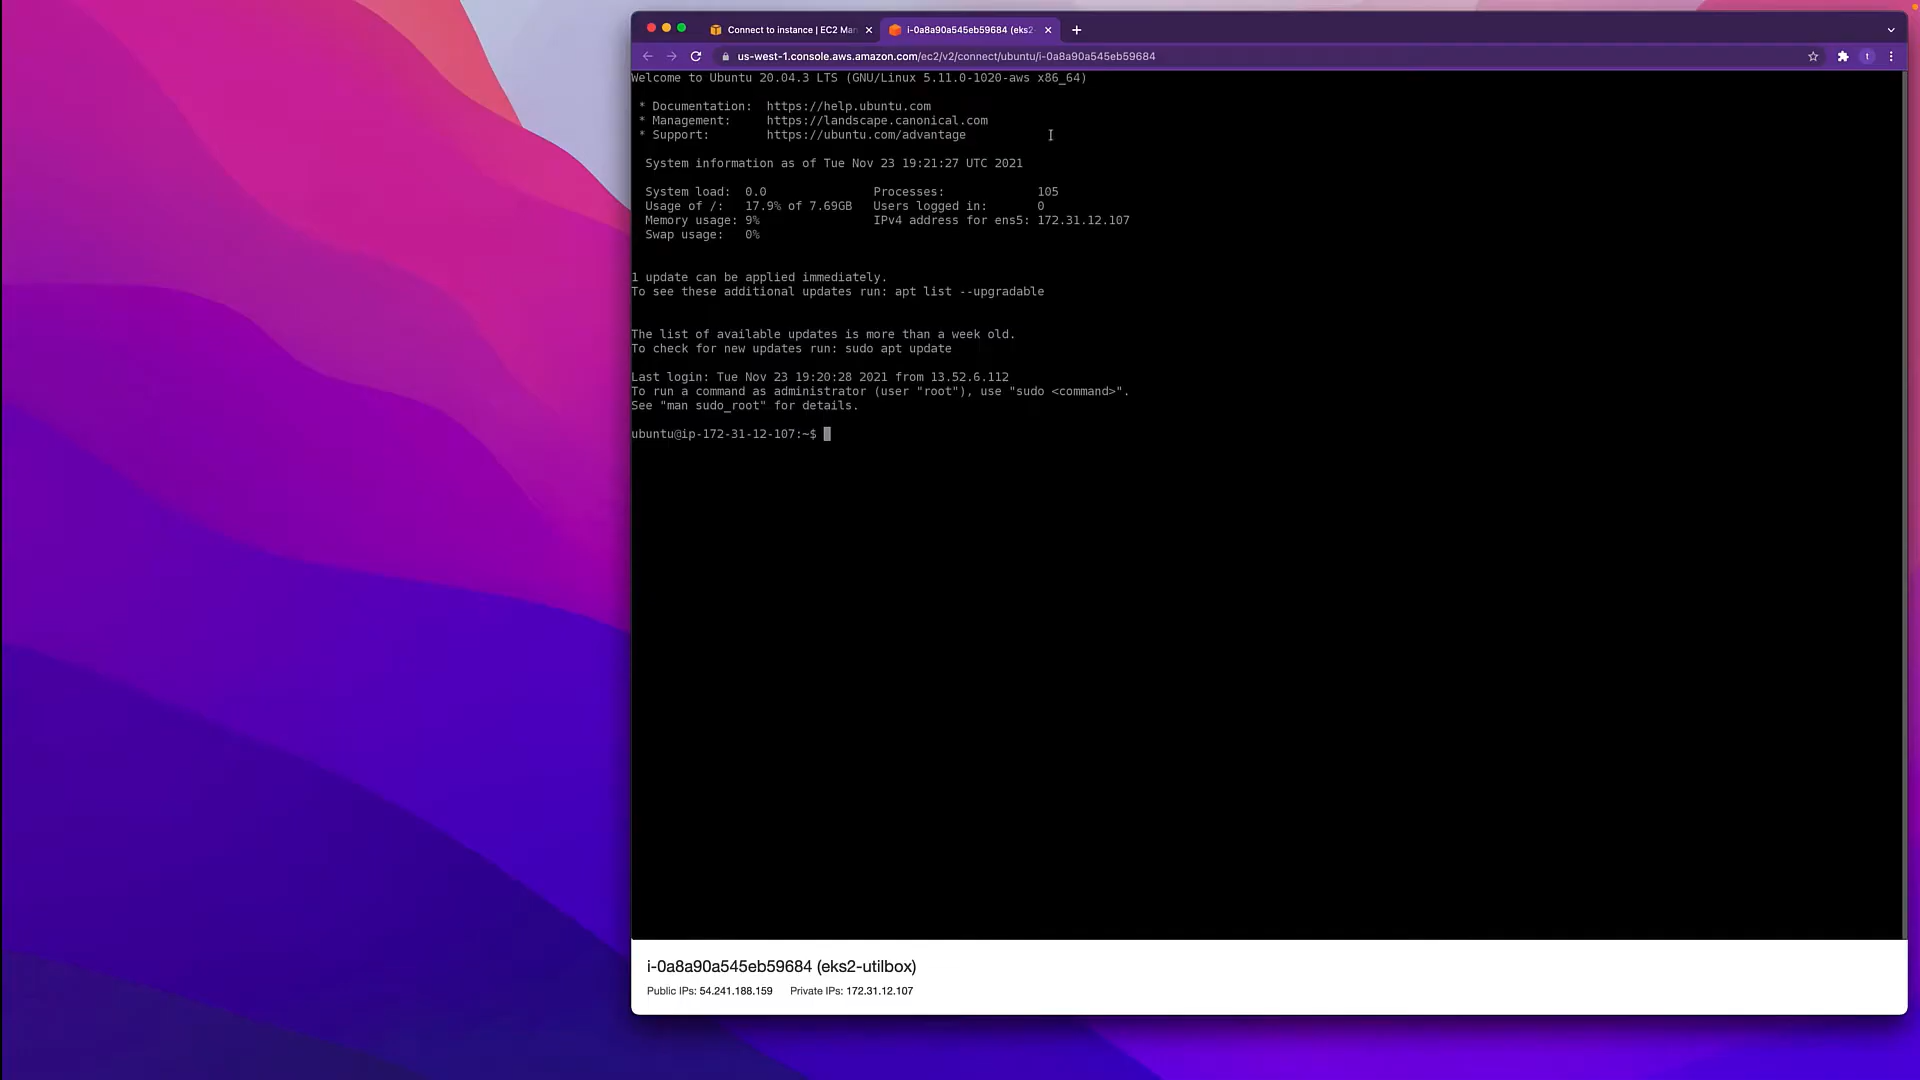 Connect to instance | EC2 Man
i-0a8a90a545eb59684 (eks2-
us-west-1.console.aws.amazon.com/ec2/v2/connect/ubuntu/i-0a8a90a545eb59684
t
Welcome to Ubuntu 20.04.3 LTS (GNU/Linux 5.11.0-1020-aws x86_64)
* Documentation: https://help.ubuntu.com
* Management: https://landscape.canonical.com
* Support: https://ubuntu.com/advantage
System information as of Tue Nov 23 19:21:27 UTC 2021
System load: 0.0 Processes: 105
Usage of /: 17.9% of 7.69GB Users logged in: 0
Memory usage: 9% IPv4 address for ens5: 172.31.12.107
Swap usage: 0%
1 update can be applied immediately.
To see these additional updates run: apt list --upgradable
The list of available updates is more than a week old.
To check for new updates run: sudo apt update
Last login: Tue Nov 23 19:20:28 2021 from 13.52.6.112
To run a command as administrator (user "root"), use "sudo <command>".
See "man sudo_root" for details.
ubuntu@ip-172-31-12-107:~$
i-0a8a90a545eb59684 (eks2-utilbox)
Public IPs: 54.241.188.159 Private IPs: 172.31.12.107